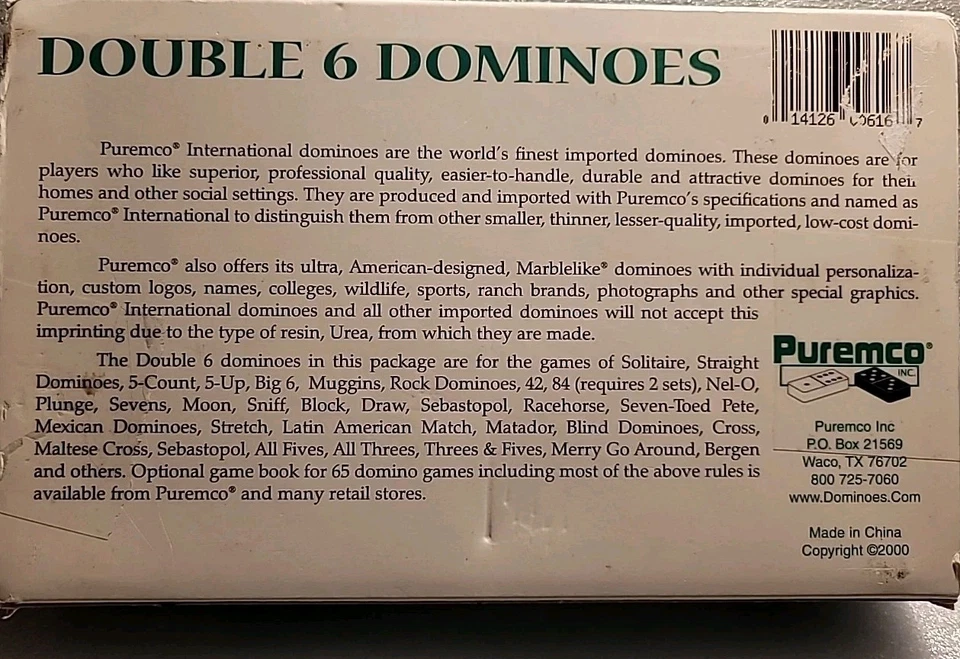 DOUBLE 6 DOMINOES
0 14126 00616 7
Puremco® International dominoes are the world's finest imported dominoes. These dominoes are for
players who like superior, professional quality, easier-to-handle, durable and attractive dominoes for their
homes and other social settings. They are produced and imported with Puremco's specifications and named as
Puremco® International to distinguish them from other smaller, thinner, lesser-quality, imported, low-cost domi-
noes.
Puremco® also offers its ultra, American-designed, Marblelike® dominoes with individual personaliza-
tion, custom logos, names, colleges, wildlife, sports, ranch brands, photographs and other special graphics.
Puremco® International dominoes and all other imported dominoes will not accept this
imprinting due to the type of resin, Urea, from which they are made.
The Double 6 dominoes in this package are for the games of Solitaire, Straight
Dominoes, 5-Count, 5-Up, Big 6, Muggins, Rock Dominoes, 42, 84 (requires 2 sets), Nel-O,
Plunge, Sevens, Moon, Sniff, Block, Draw, Sebastopol, Racehorse, Seven-Toed Pete,
Mexican Dominoes, Stretch, Latin American Match, Matador, Blind Dominoes, Cross,
Maltese Cross, Sebastopol, All Fives, All Threes, Threes & Fives, Merry Go Around, Bergen
and others. Optional game book for 65 domino games including most of the above rules is
available from Puremco® and many retail stores.
Puremco®
INC.
Puremco Inc
P.O. Box 21569
Waco, TX 76702
800 725-7060
www.Dominoes.Com
Made in China
Copyright ©2000